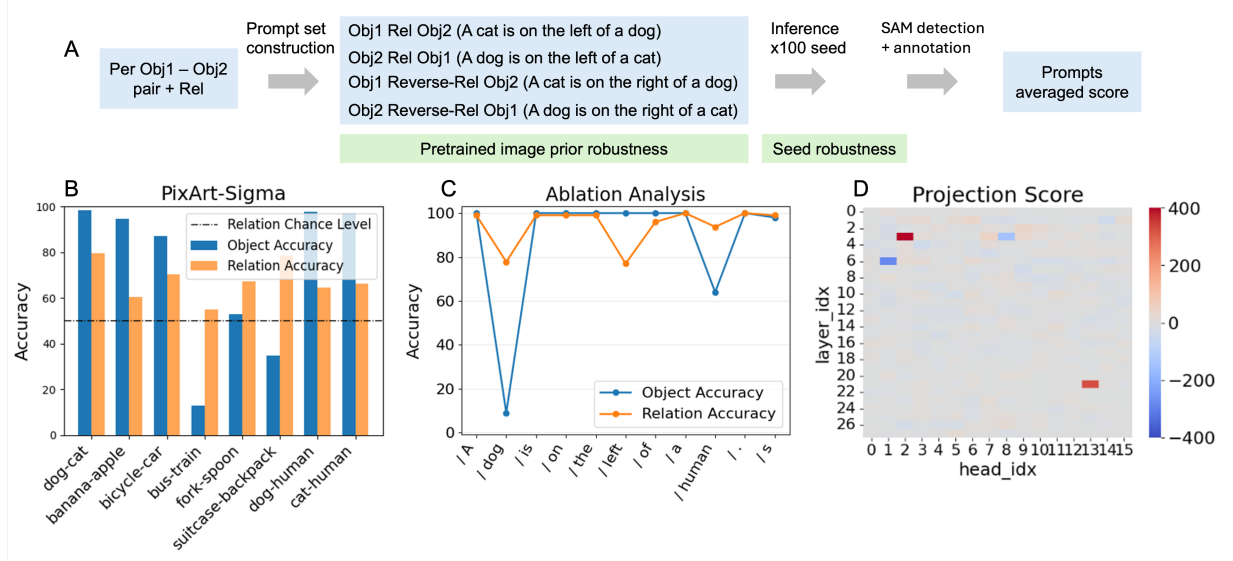 A
Per Obj1 – Obj2
pair + Rel
Prompt set
construction
Obj1 Rel Obj2 (A cat is on the left of a dog)
Obj2 Rel Obj1 (A dog is on the left of a cat)
Obj1 Reverse-Rel Obj2 (A cat is on the right of a dog)
Obj2 Reverse-Rel Obj1 (A dog is on the right of a cat)
Inference
x100 seed
SAM detection
+ annotation
Prompts
averaged score
Pretrained image prior robustness
Seed robustness
B
PixArt-Sigma
Relation Chance Level
Object Accuracy
Relation Accuracy
Accuracy
100
80
60
40
20
0
dog-cat
banana-apple
bicycle-car
bus-train
fork-spoon
suitcase-backpack
dog-human
cat-human
C
Ablation Analysis
Accuracy
100
80
60
40
20
0
Object Accuracy
Relation Accuracy
/ A
/ dog
/ is
/ on
/ the
/ left
/ of
/ a
/ human
/ .
/ s
D
Projection Score
layer_idx
0
2
4
6
8
10
12
14
16
18
20
22
24
26
0 1 2 3 4 5 6 7 8 9 10 11 12 13 14 15
head_idx
400
200
0
−200
−400